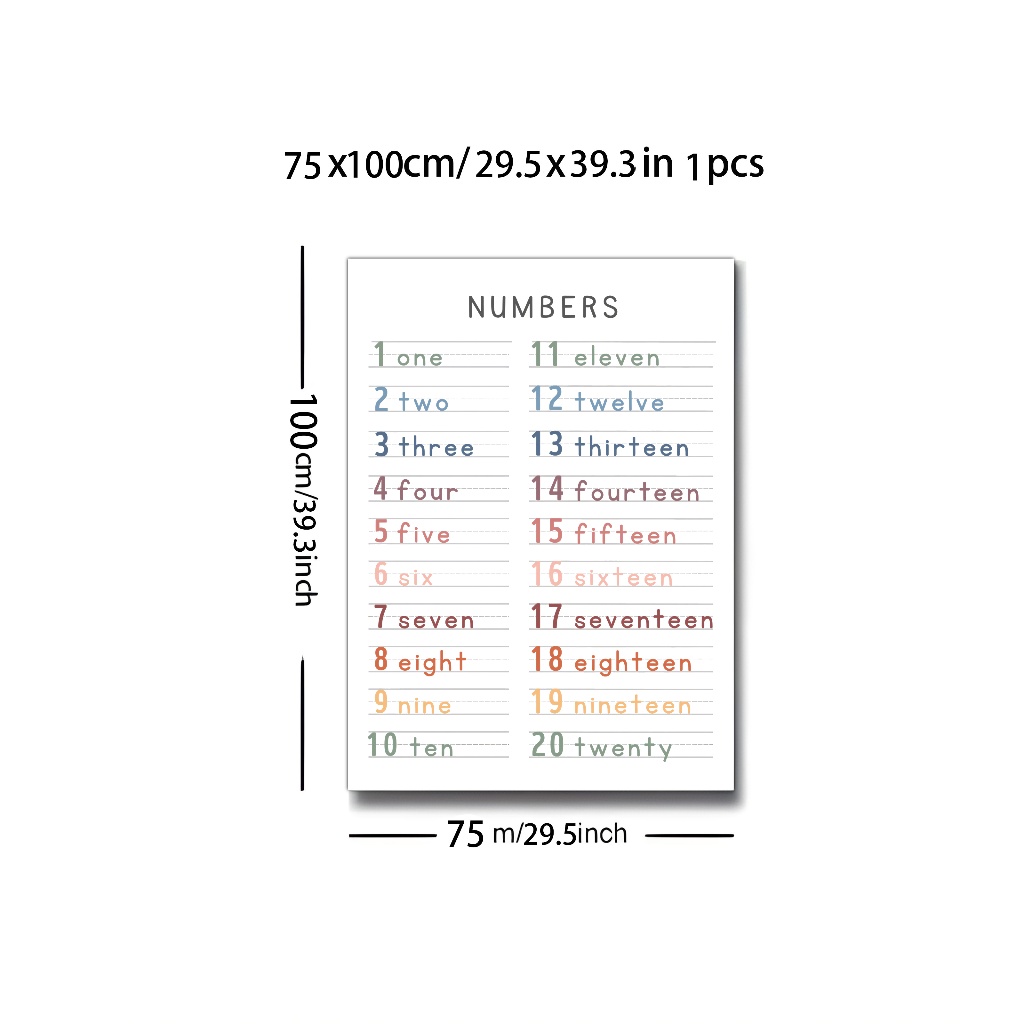 75x100cm/29.5x39.3in 1pcs
NUMBERS
1 one
2 two
3 three
4 four
5 five
6 six
7 seven
8 eight
9 nine
10 ten
11 eleven
12 twelve
13 thirteen
14 fourteen
15 fifteen
16 sixteen
17 seventeen
18 eighteen
19 nineteen
20 twenty
100cm/39.3inch
75 m/29.5inch